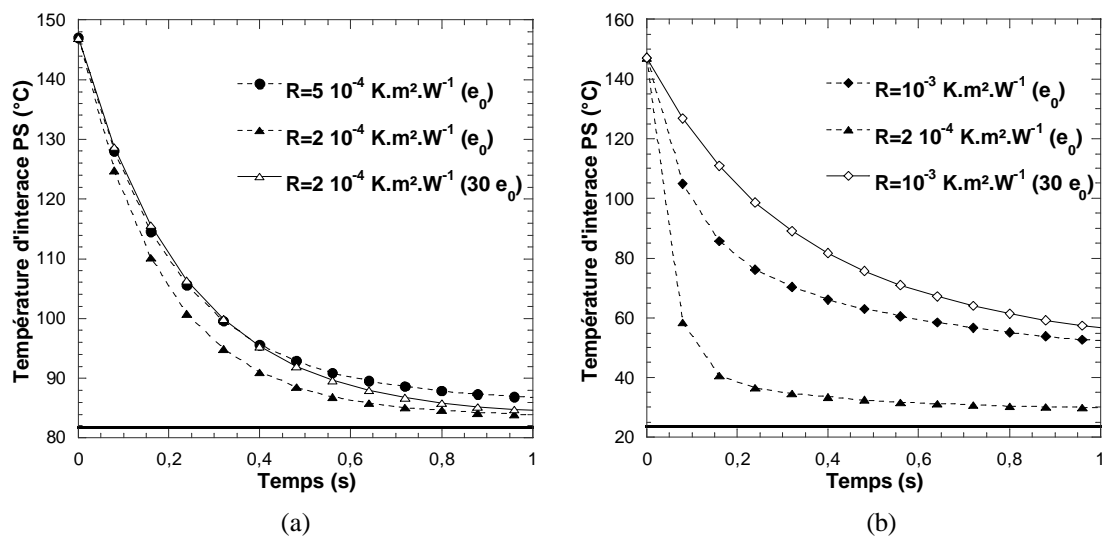 150
140
130
120
110
100
90
80
Température d'interace PS (°C)
R=5 10⁻⁴ K.m².W⁻¹ (e₀)
R=2 10⁻⁴ K.m².W⁻¹ (e₀)
R=2 10⁻⁴ K.m².W⁻¹ (30 e₀)
0 0,2 0,4 0,6 0,8 1
Temps (s)
(a)
160
140
120
100
80
60
40
20
Température d'interace PS (°C)
R=10⁻³ K.m².W⁻¹ (e₀)
R=2 10⁻⁴ K.m².W⁻¹ (e₀)
R=10⁻³ K.m².W⁻¹ (30 e₀)
0 0,2 0,4 0,6 0,8 1
Temps (s)
(b)